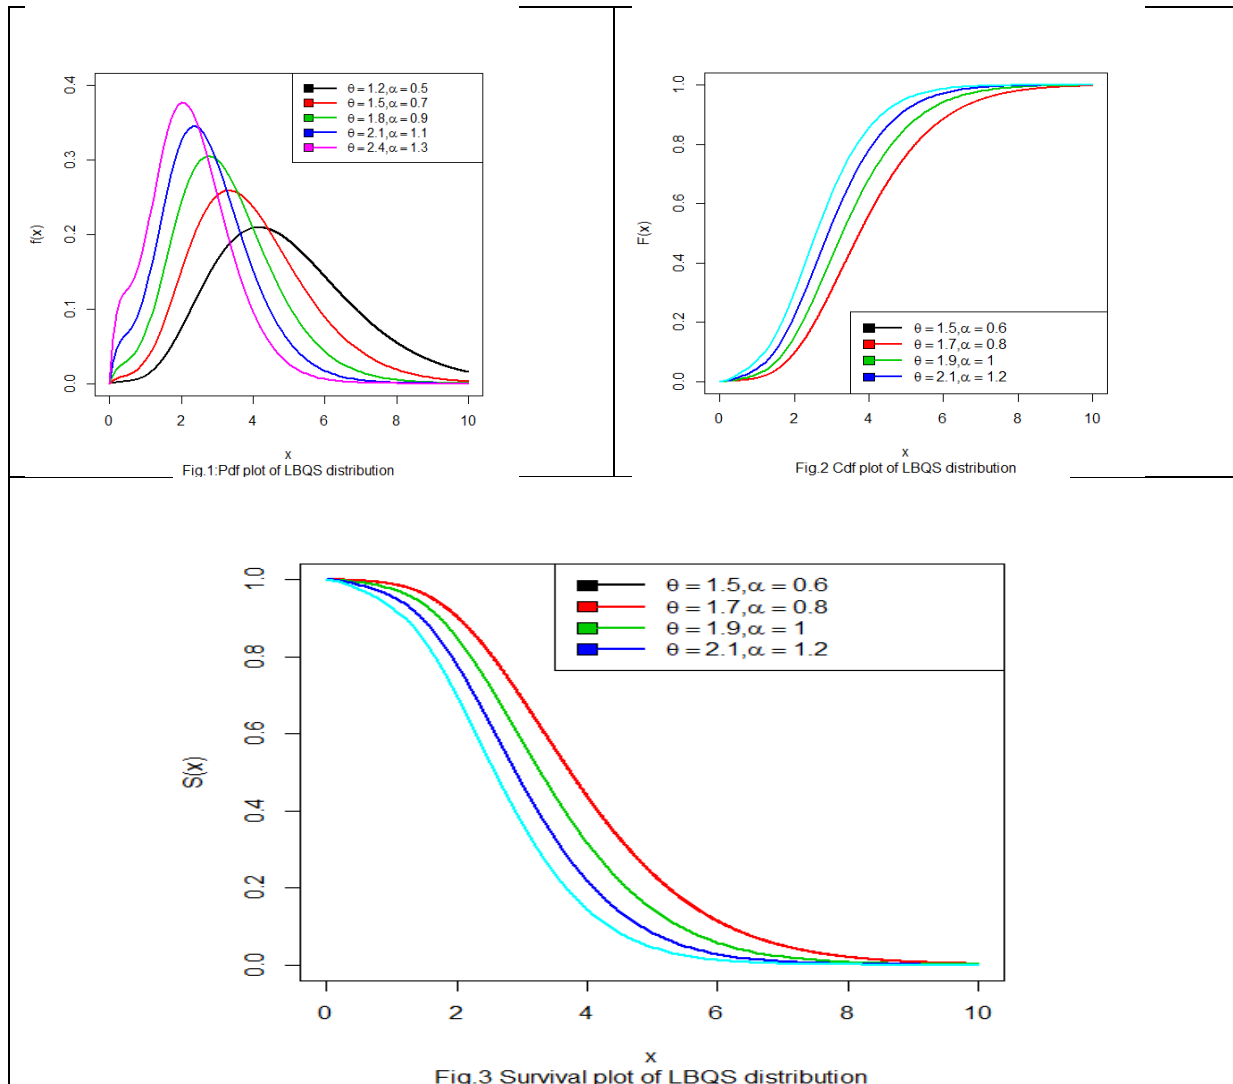 θ = 1.2,α = 0.5
θ = 1.5,α = 0.7
θ = 1.8,α = 0.9
θ = 2.1,α = 1.1
θ = 2.4,α = 1.3
f(x)
0.4
0.3
0.2
0.1
0.0
0 2 4 6 8 10
x
Fig.1:Pdf plot of LBQS distribution
F(x)
1.0
0.8
0.6
0.4
0.2
0.0
θ = 1.5,α = 0.6
θ = 1.7,α = 0.8
θ = 1.9,α = 1
θ = 2.1,α = 1.2
0 2 4 6 8 10
x
Fig.2 Cdf plot of LBQS distribution
S(x)
1.0
0.8
0.6
0.4
0.2
0.0
θ = 1.5,α = 0.6
θ = 1.7,α = 0.8
θ = 1.9,α = 1
θ = 2.1,α = 1.2
0 2 4 6 8 10
x
Fig.3 Survival plot of LBQS distribution